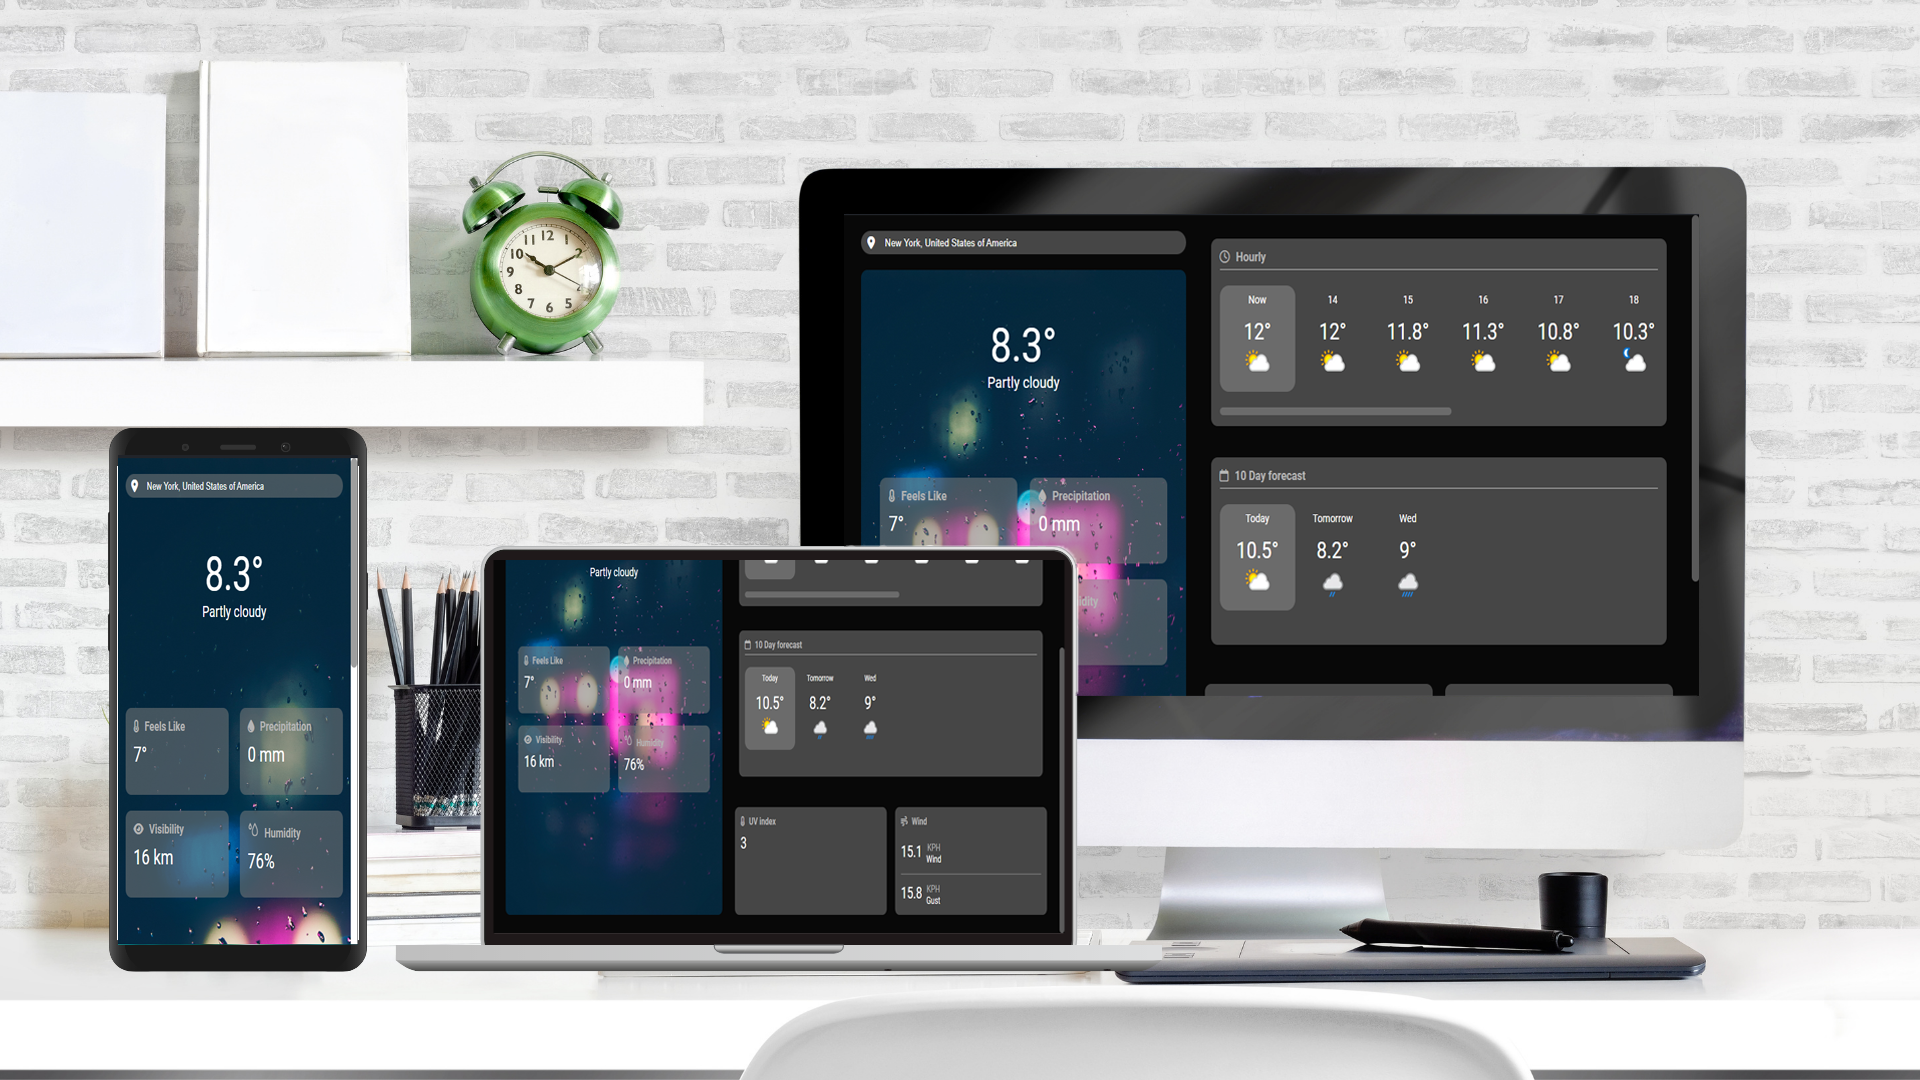 12
1
2
5
6
7
8
9
10
11
New York, United States of America
8.3°
Partly cloudy
Feels Like
7°
Precipitation
0 mm
Hourly
Now 14 15 16 17 18
12° 12° 11.8° 11.3° 10.8° 10.3°
10 Day forecast
Today Tomorrow Wed
10.5° 8.2° 9°
New York, United States of America
8.3°
Partly cloudy
Feels Like
7°
Precipitation
0 mm
Visibility
16 km
Humidity
76%
Partly cloudy
Feels Like
7°
Precipitation
0 mm
Visibility
16 km
Humidity
76%
10 Day forecast
Today Tomorrow Wed
10.5° 8.2° 9°
UV index
3
Wind
15.1 KPH
Wind
15.8 KPH
Gust